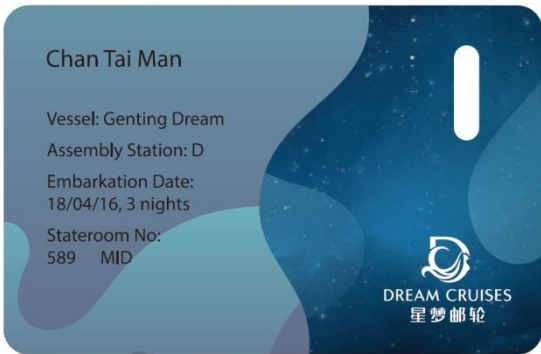 Chan Tai Man
Vessel: Genting Dream
Assembly Station: D
Embarkation Date:
18/04/16, 3 nights
Stateroom No:
589 MID
DREAM CRUISES
星梦邮轮